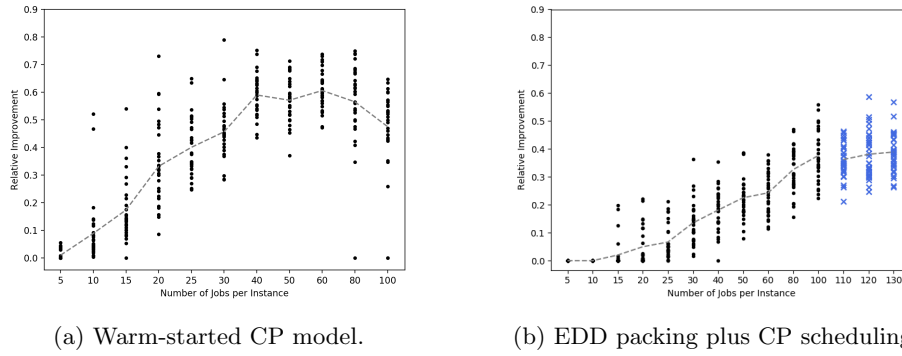 0.9
0.8
0.7
0.6
0.5
0.4
0.3
0.2
0.1
0.0
Relative Improvement
5 10 15 20 25 30 40 50 60 80 100
Number of Jobs per Instance
(a) Warm-started CP model.
0.9
0.8
0.7
0.6
0.5
0.4
0.3
0.2
0.1
0.0
Relative Improvement
5 10 15 20 25 30 40 50 60 80 100 110 120 130
Number of Jobs per Instance
(b) EDD packing plus CP scheduling